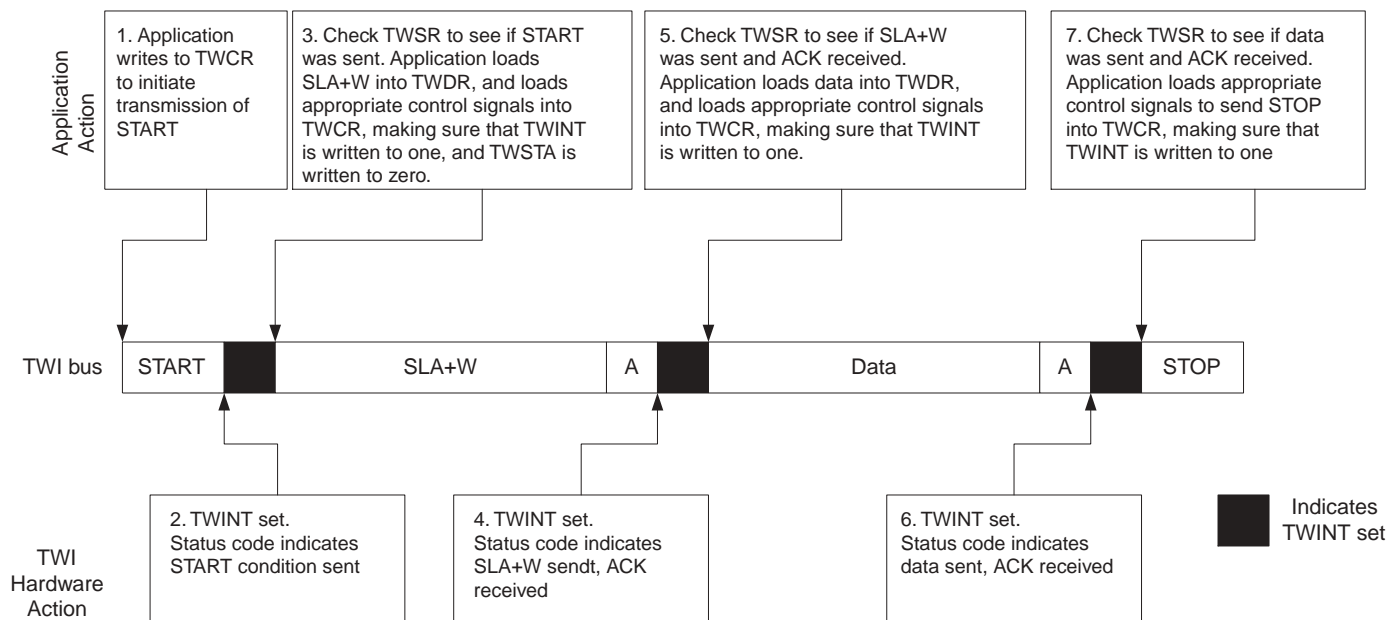 Application
Action
1. Application
writes to TWCR
to initiate
transmission of
START
3. Check TWSR to see if START
was sent. Application loads
SLA+W into TWDR, and loads
appropriate control signals into
TWCR, making sure that TWINT
is written to one, and TWSTA is
written to zero.
5. Check TWSR to see if SLA+W
was sent and ACK received.
Application loads data into TWDR,
and loads appropriate control signals
into TWCR, making sure that TWINT
is written to one.
7. Check TWSR to see if data
was sent and ACK received.
Application loads appropriate
control signals to send STOP
into TWCR, making sure that
TWINT is written to one
TWI bus
START
SLA+W
A
Data
A
STOP
TWI
Hardware
Action
2. TWINT set.
Status code indicates
START condition sent
4. TWINT set.
Status code indicates
SLA+W sendt, ACK
received
6. TWINT set.
Status code indicates
data sent, ACK received
Indicates
TWINT set